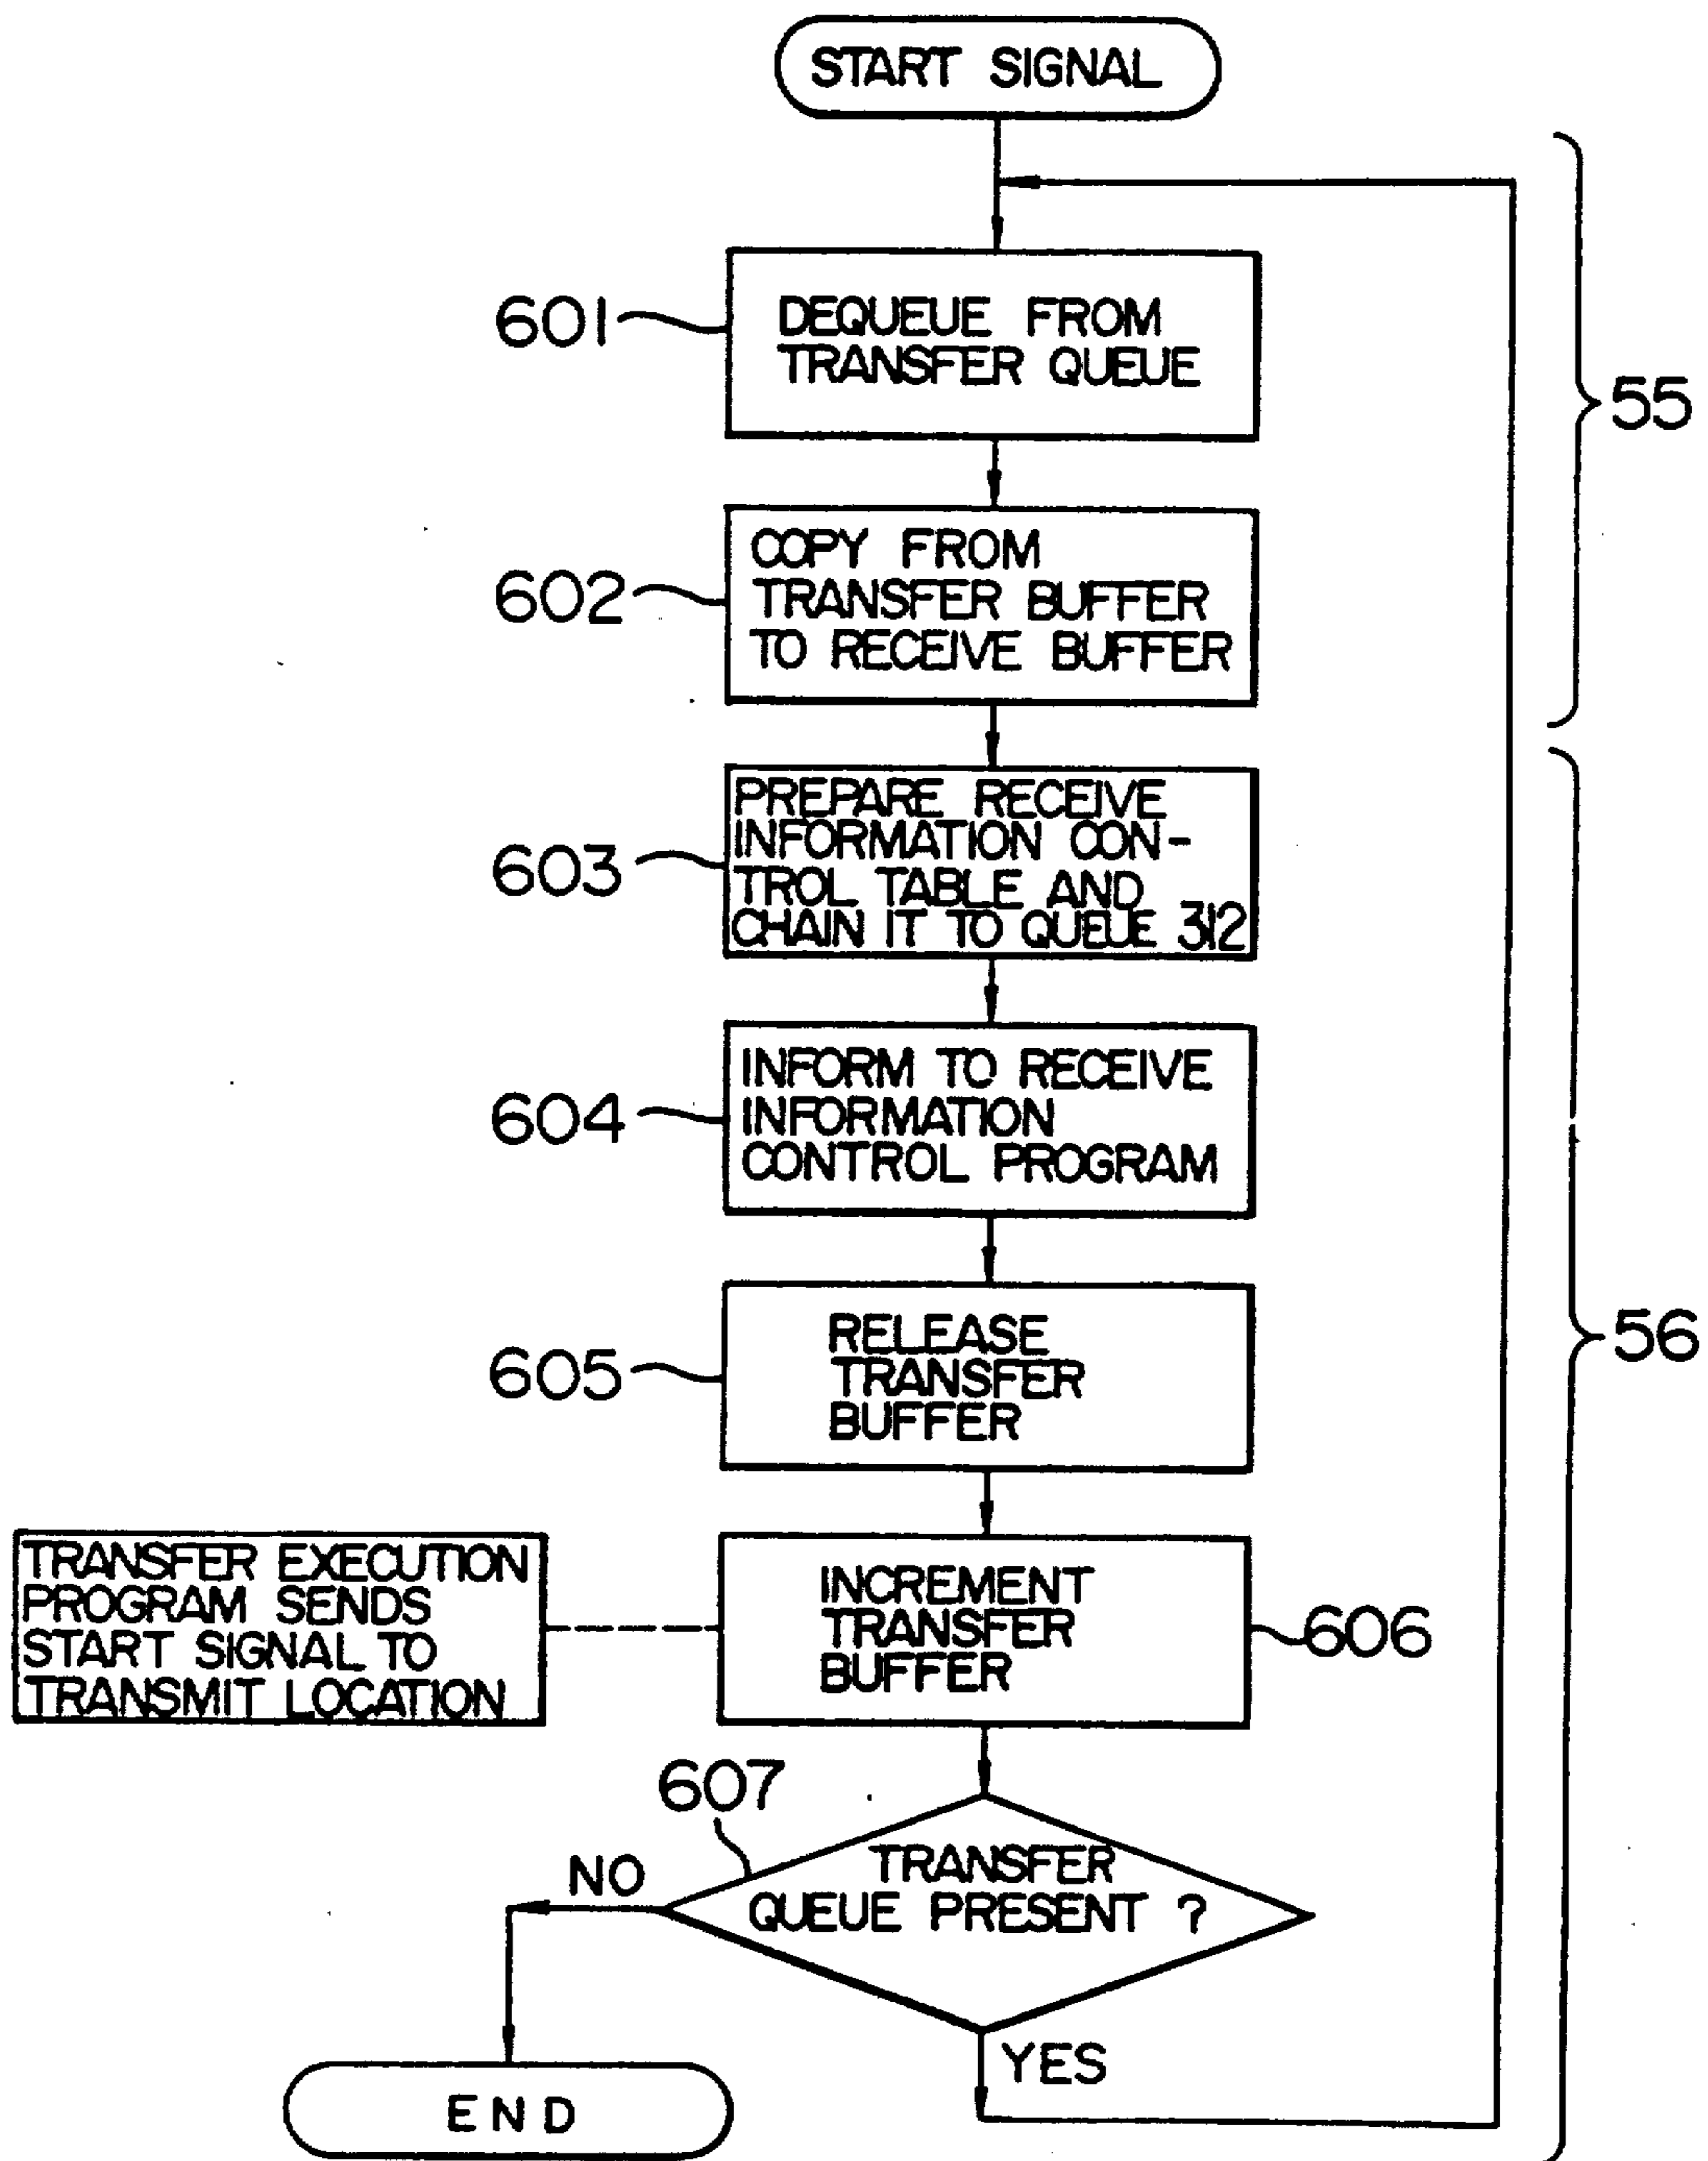 START SIGNAL
601
DEQUEUE FROM
TRANSFER QUEUE
55
602
COPY FROM
TRANSFER BUFFER
TO RECEIVE BUFFER
603
PREPARE RECEIVE
INFORMATION CON-
TROL TABLE AND
CHAIN IT TO QUEUE 312
604
INFORM TO RECEIVE
INFORMATION
CONTROL PROGRAM
56
605
RELEASE
TRANSFER
BUFFER
TRANSFER EXECUTION
PROGRAM SENDS
START SIGNAL TO
TRANSMIT LOCATION
INCREMENT
TRANSFER
BUFFER
606
607
TRANSFER
QUEUE PRESENT ?
NO
YES
END